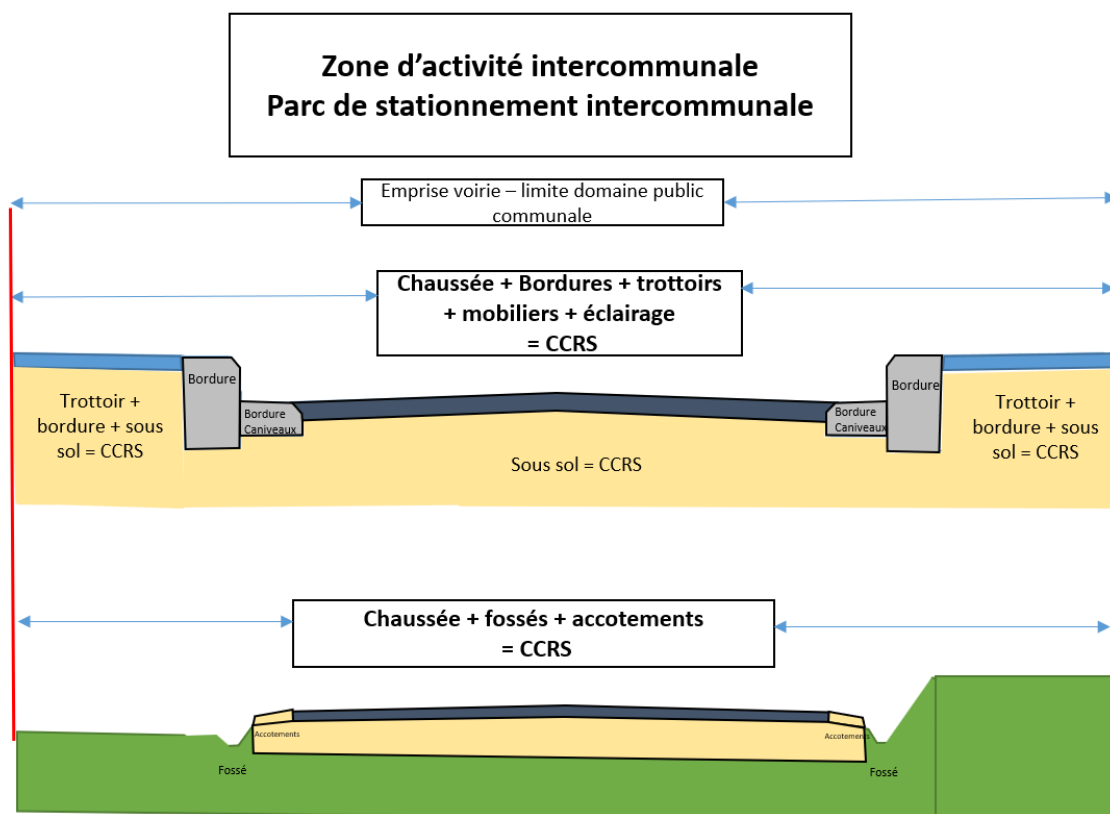 Zone d'activité intercommunale
Parc de stationnement intercommunale
Emprise voirie – limite domaine public
communale
Chaussée + Bordures + trottoirs
+ mobiliers + éclairage
= CCRS
Bordure
Bordure
Trottoir +
bordure + sous
sol = CCRS
Bordure
Caniveaux
Bordure
Caniveaux
Trottoir +
bordure + sous
sol = CCRS
Sous sol = CCRS
Chaussée + fossés + accotements
= CCRS
Accotements
Accotements
Fossé
Fossé